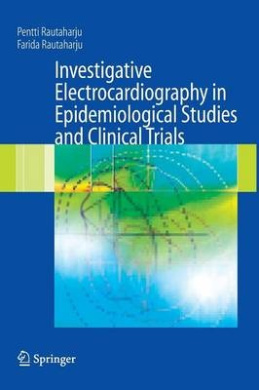 Pentti Rautaharju
Farida Rautaharju
Investigative
Electrocardiography in
Epidemiological Studies
and Clinical Trials
Springer